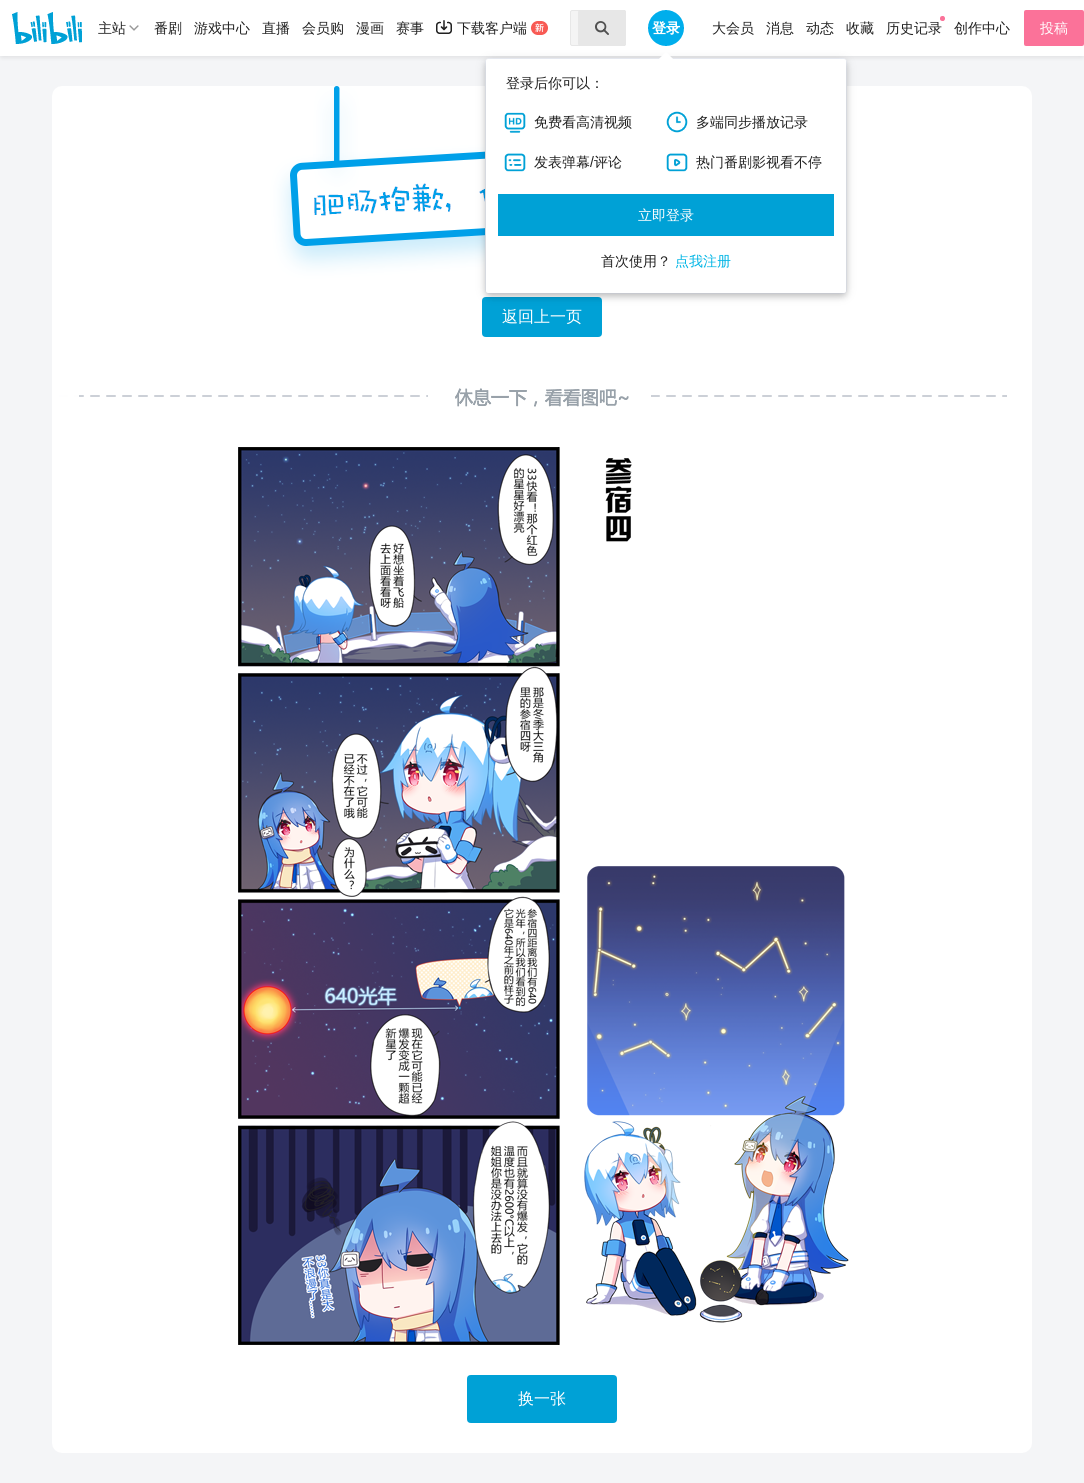 bilibili 主站 番剧 游戏中心 直播 会员购 漫画 赛事 下载客户端 新 登录 大会员 消息 动态 收藏 历史记录 创作中心 投稿
登录后你可以：
HD 免费看高清视频 多端同步播放记录
发表弹幕/评论 热门番剧影视看不停
立即登录
首次使用？ 点我注册
肥肠抱歉，
返回上一页
休息一下，看看图吧~
参宿四
33快看！那个红色
的星星好漂亮
好想坐着飞船
去上面看看呀
那是冬季大三角
里的参宿四呀
不过，它可能
已经不在了哦
为什么？
参宿四距离我们有640
光年，所以我们看到的
它是640年之前的样子
640光年
现在它可能已经
爆发变成一颗超
新星了
而且就算没有爆发，它的
温度也有2600°C以上，
姐姐你是没办法上去的
33你真是太
不浪漫了……
换一张